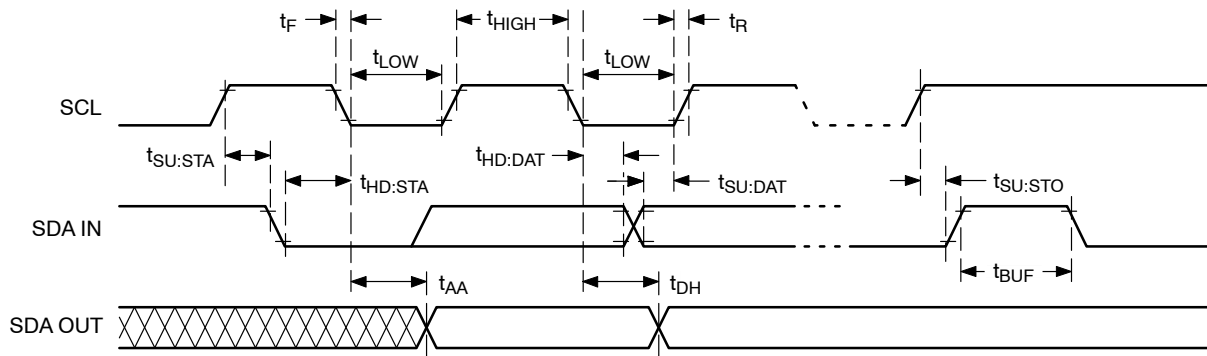 tF tHIGH tR
tLOW tLOW
SCL
tSU:STA tHD:DAT
tHD:STA tSU:DAT tSU:STO
SDA IN
tAA tDH tBUF
SDA OUT